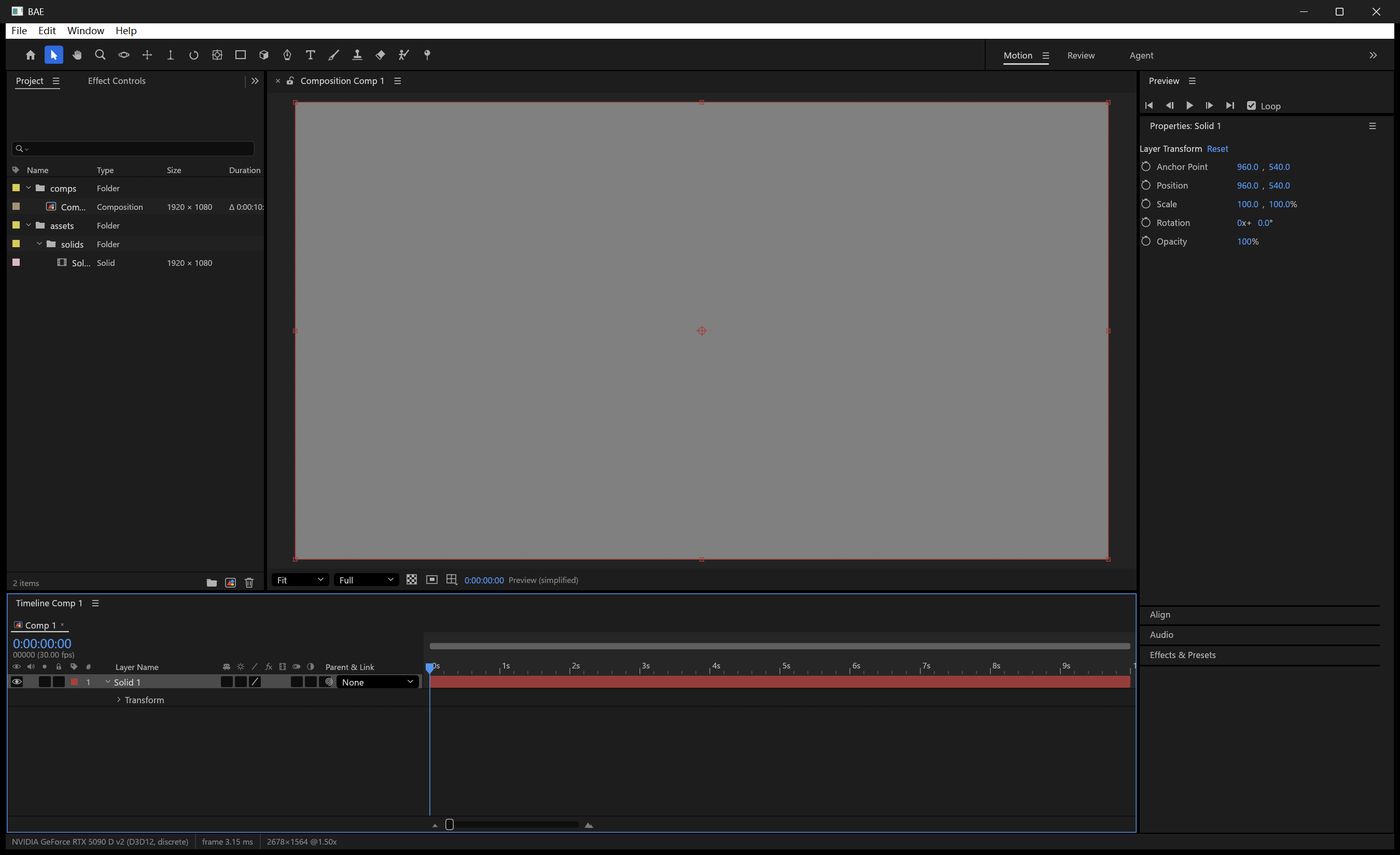 BAE
File Edit Window Help
Motion Review Agent
Project Effect Controls
Composition Comp 1
Preview
Loop
Properties: Solid 1
Layer Transform Reset
Anchor Point 960.0 , 540.0
Position 960.0 , 540.0
Scale 100.0 , 100.0%
Rotation 0x+ 0.0°
Opacity 100%
Name Type Size Duration
comps Folder
Com... Composition 1920 × 1080 Δ 0:00:10:
assets Folder
solids Folder
Sol... Solid 1920 × 1080
2 items
Fit Full 0:00:00:00 Preview (simplified)
Timeline Comp 1
Comp 1
0:00:00:00
00000 (30.00 fps)
# Layer Name fx Parent & Link
0s 1s 2s 3s 4s 5s 6s 7s 8s 9s 1
1 Solid 1 None
Transform
Align
Audio
Effects & Presets
NVIDIA GeForce RTX 5090 D v2 (D3D12, discrete) frame 3.15 ms 2678×1564 @1.50x